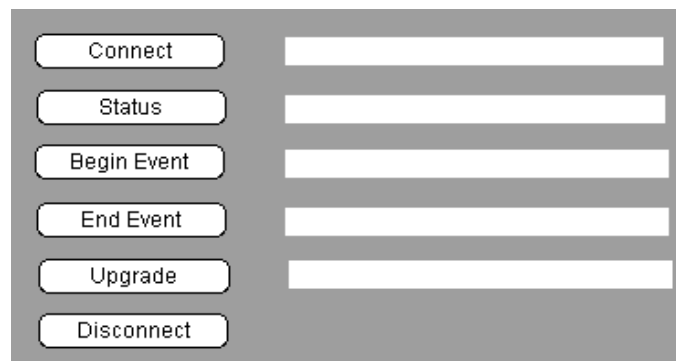 Connect
Status
Begin Event
End Event
Upgrade
Disconnect